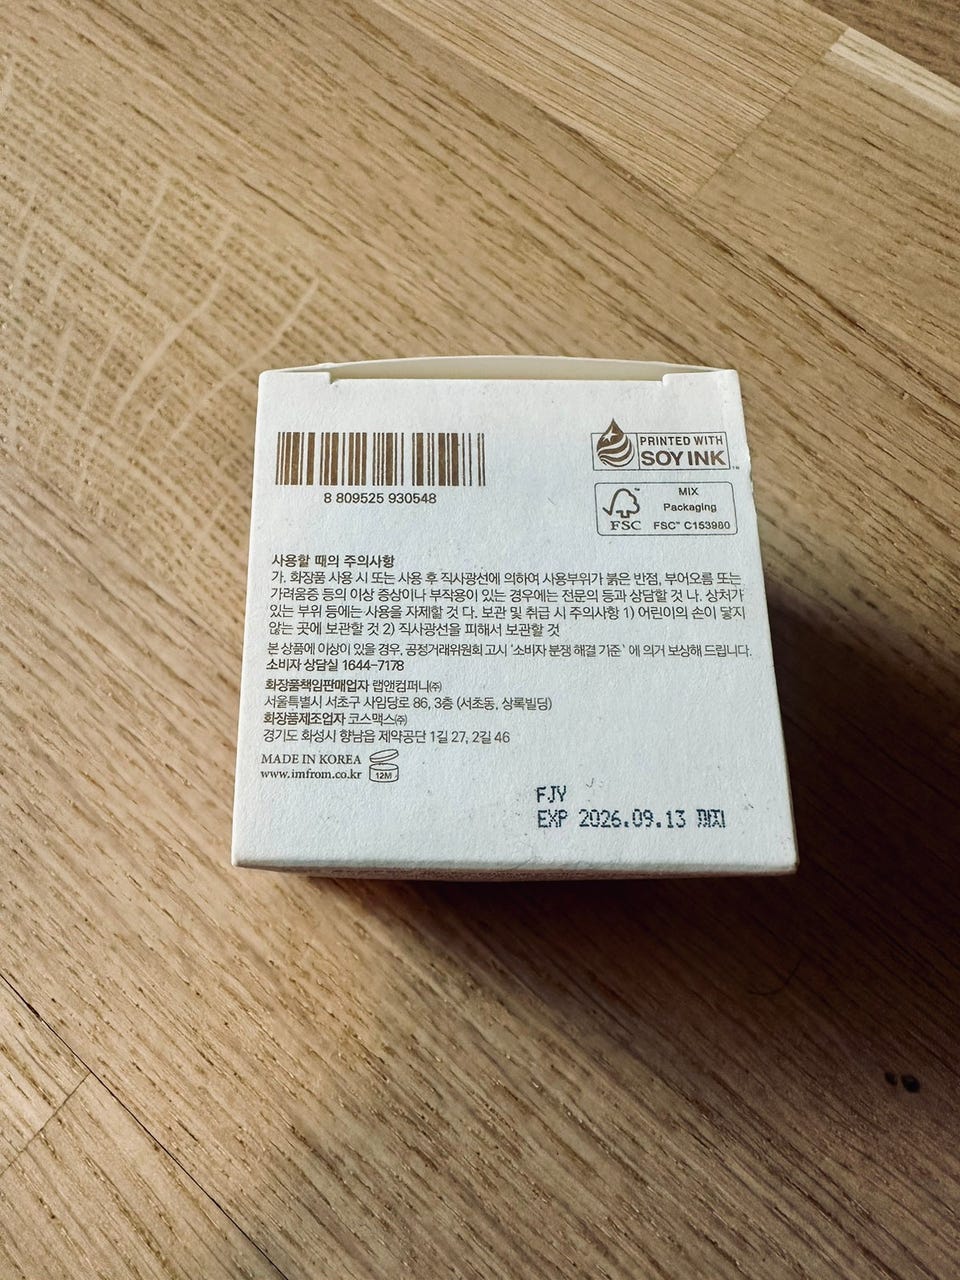 8 809525 930548
PRINTED WITH
SOY INK
™
FSC™
MIX
Packaging
FSC™ C153980
사용할 때의 주의사항
가. 화장품 사용 시 또는 사용 후 직사광선에 의하여 사용부위가 붉은 반점, 부어오름 또는
가려움증 등의 이상 증상이나 부작용이 있는 경우에는 전문의 등과 상담할 것 나. 상처가
있는 부위 등에는 사용을 자제할 것 다. 보관 및 취급 시 주의사항 1) 어린이의 손이 닿지
않는 곳에 보관할 것 2) 직사광선을 피해서 보관할 것
본 상품에 이상이 있을 경우, 공정거래위원회 고시 '소비자 분쟁 해결 기준' 에 의거 보상해 드립니다.
소비자 상담실 1644-7178
화장품책임판매업자 랩앤컴퍼니㈜
서울특별시 서초구 사임당로 86, 3층 (서초동, 상록빌딩)
화장품제조업자 코스맥스㈜
경기도 화성시 향남읍 제약공단 1길 27, 2길 46
MADE IN KOREA
www.imfrom.co.kr
12M
FJY
EXP 2026.09.13 까지